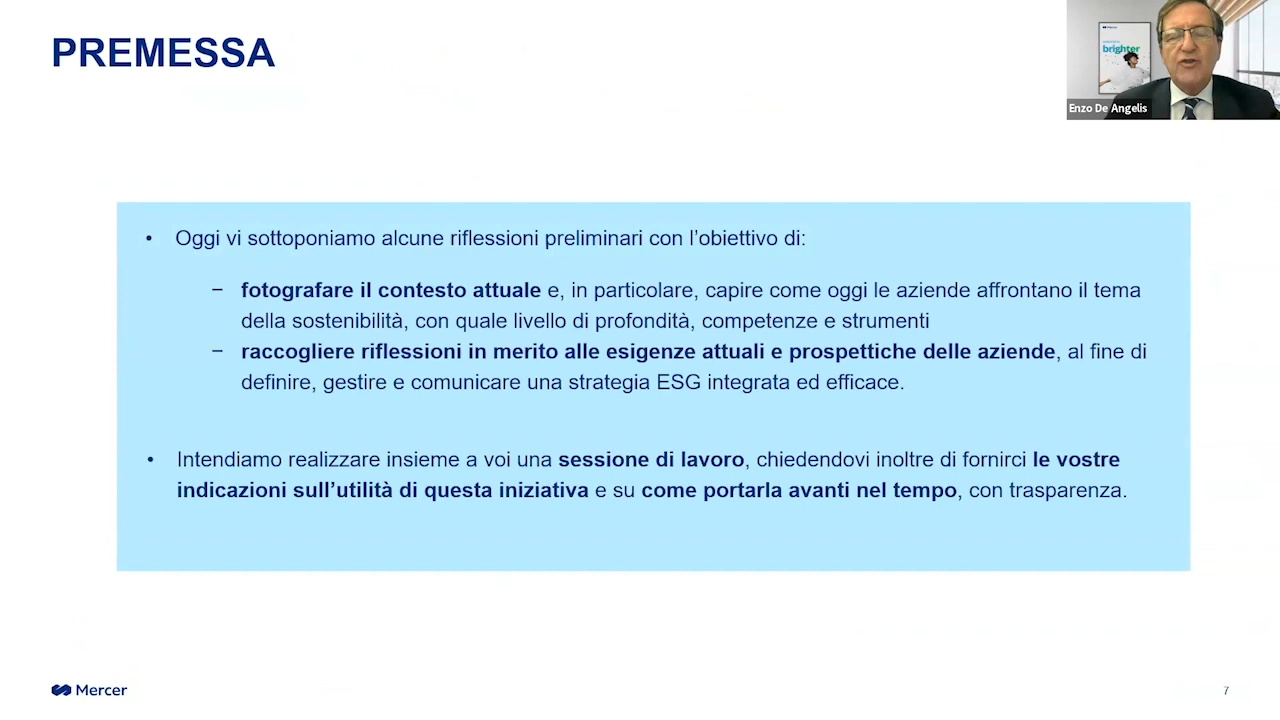 PREMESSA
brighter
Enzo De Angelis
• Oggi vi sottoponiamo alcune riflessioni preliminari con l’obiettivo di:
− fotografare il contesto attuale e, in particolare, capire come oggi le aziende affrontano il tema
della sostenibilità, con quale livello di profondità, competenze e strumenti
− raccogliere riflessioni in merito alle esigenze attuali e prospettiche delle aziende, al fine di
definire, gestire e comunicare una strategia ESG integrata ed efficace.
• Intendiamo realizzare insieme a voi una sessione di lavoro, chiedendovi inoltre di fornirci le vostre
indicazioni sull’utilità di questa iniziativa e su come portarla avanti nel tempo, con trasparenza.
Mercer
7